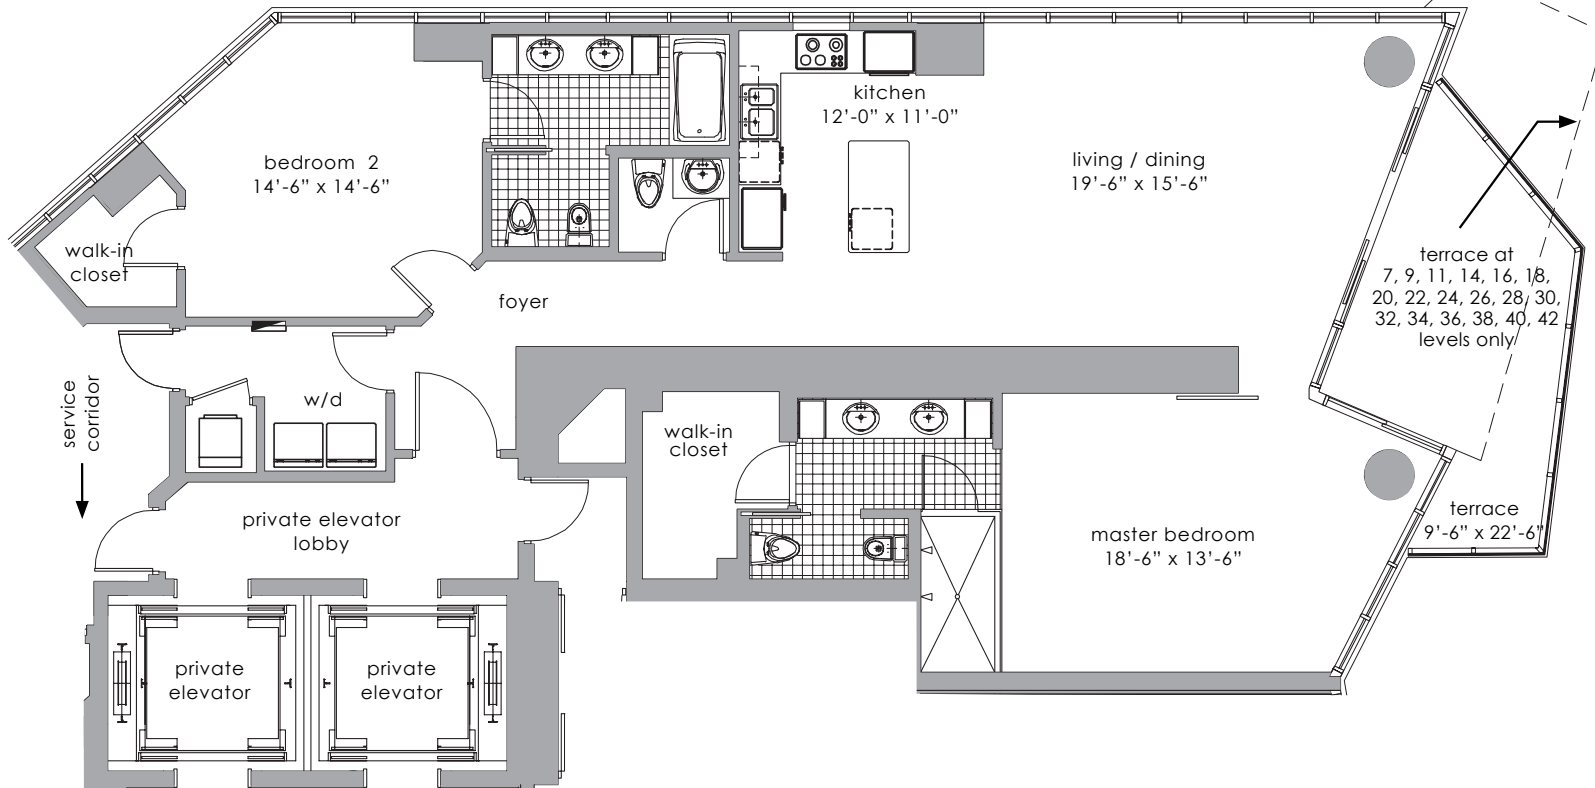 kitchen
12'-0” x 11'-0”
bedroom 2
14'-6” x 14'-6”
living / dining
19'-6” x 15'-6”
walk-in
closet
terrace at
7, 9, 11, 14, 16, 18,
20, 22, 24, 26, 28, 30,
32, 34, 36, 38, 40, 42
levels only
foyer
service
corridor
w/d
walk-in
closet
private elevator
lobby
master bedroom
18'-6” x 13'-6”
terrace
9'-6” x 22'-6”
private
elevator
private
elevator